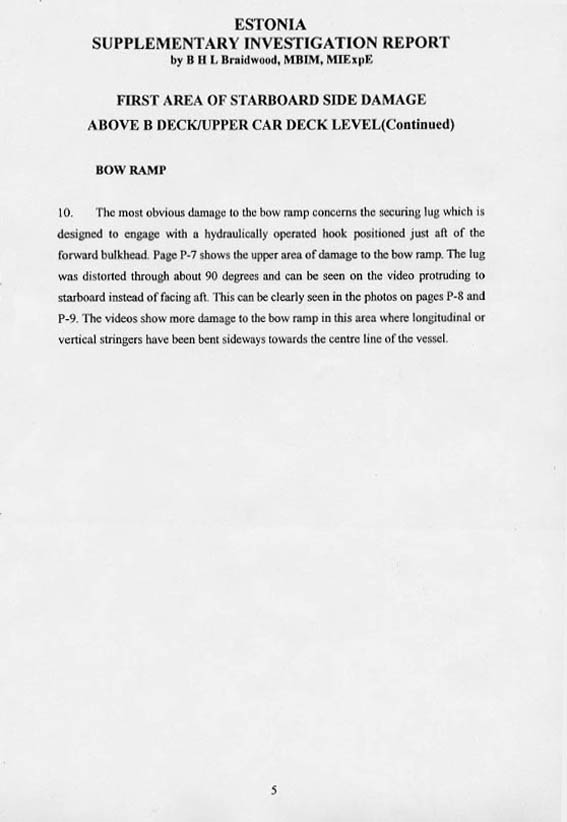 ESTONIA
SUPPLEMENTARY INVESTIGATION REPORT
by B H L Braidwood, MBIM, MIExpE
FIRST AREA OF STARBOARD SIDE DAMAGE
ABOVE B DECK/UPPER CAR DECK LEVEL(Continued)
BOW RAMP
10. The most obvious damage to the bow ramp concerns the securing lug which is
designed to engage with a hydraulically operated hook positioned just aft of the
forward bulkhead. Page P-7 shows the upper area of damage to the bow ramp. The lug
was distorted through about 90 degrees and can be seen on the video protruding to
starboard instead of facing aft. This can be clearly seen in the photos on pages P-8 and
P-9. The videos show more damage to the bow ramp in this area where longitudinal or
vertical stringers have been bent sideways towards the centre line of the vessel.
5